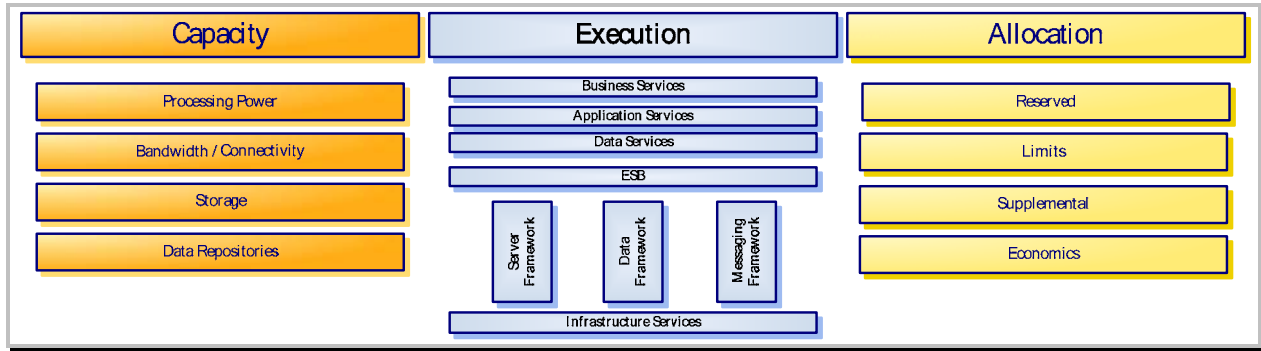 Capacity
Processing Power
Bandwidth / Connectivity
Storage
Data Repositories
Execution
Business Services
Application Services
Data Services
ESB
Server
Framework
Data
Framework
Messaging
Framework
Infrastructure Services
Allocation
Reserved
Limits
Supplemental
Economics